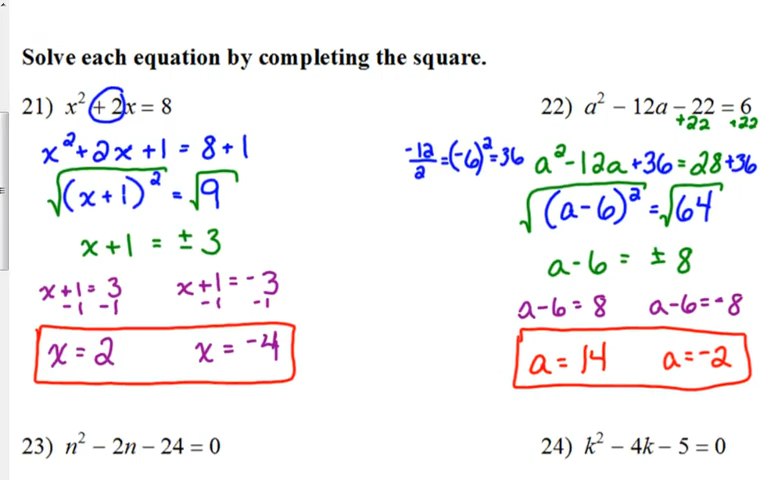 Solve each equation by completing the square.
21) x² + 2x = 8
x² + 2x + 1 = 8 + 1
√(x + 1)² = √9
x + 1 = ± 3
x + 1 = 3 x + 1 = -3
-1 -1 -1 -1
x = 2 x = -4
22) a² − 12a − 22 = 6
+22 +22
-12/2 = (-6)² = 36 a² - 12a + 36 = 28 + 36
√(a - 6)² = √64
a - 6 = ± 8
a - 6 = 8 a - 6 = -8
a = 14 a = -2
23) n² − 2n − 24 = 0
24) k² − 4k − 5 = 0